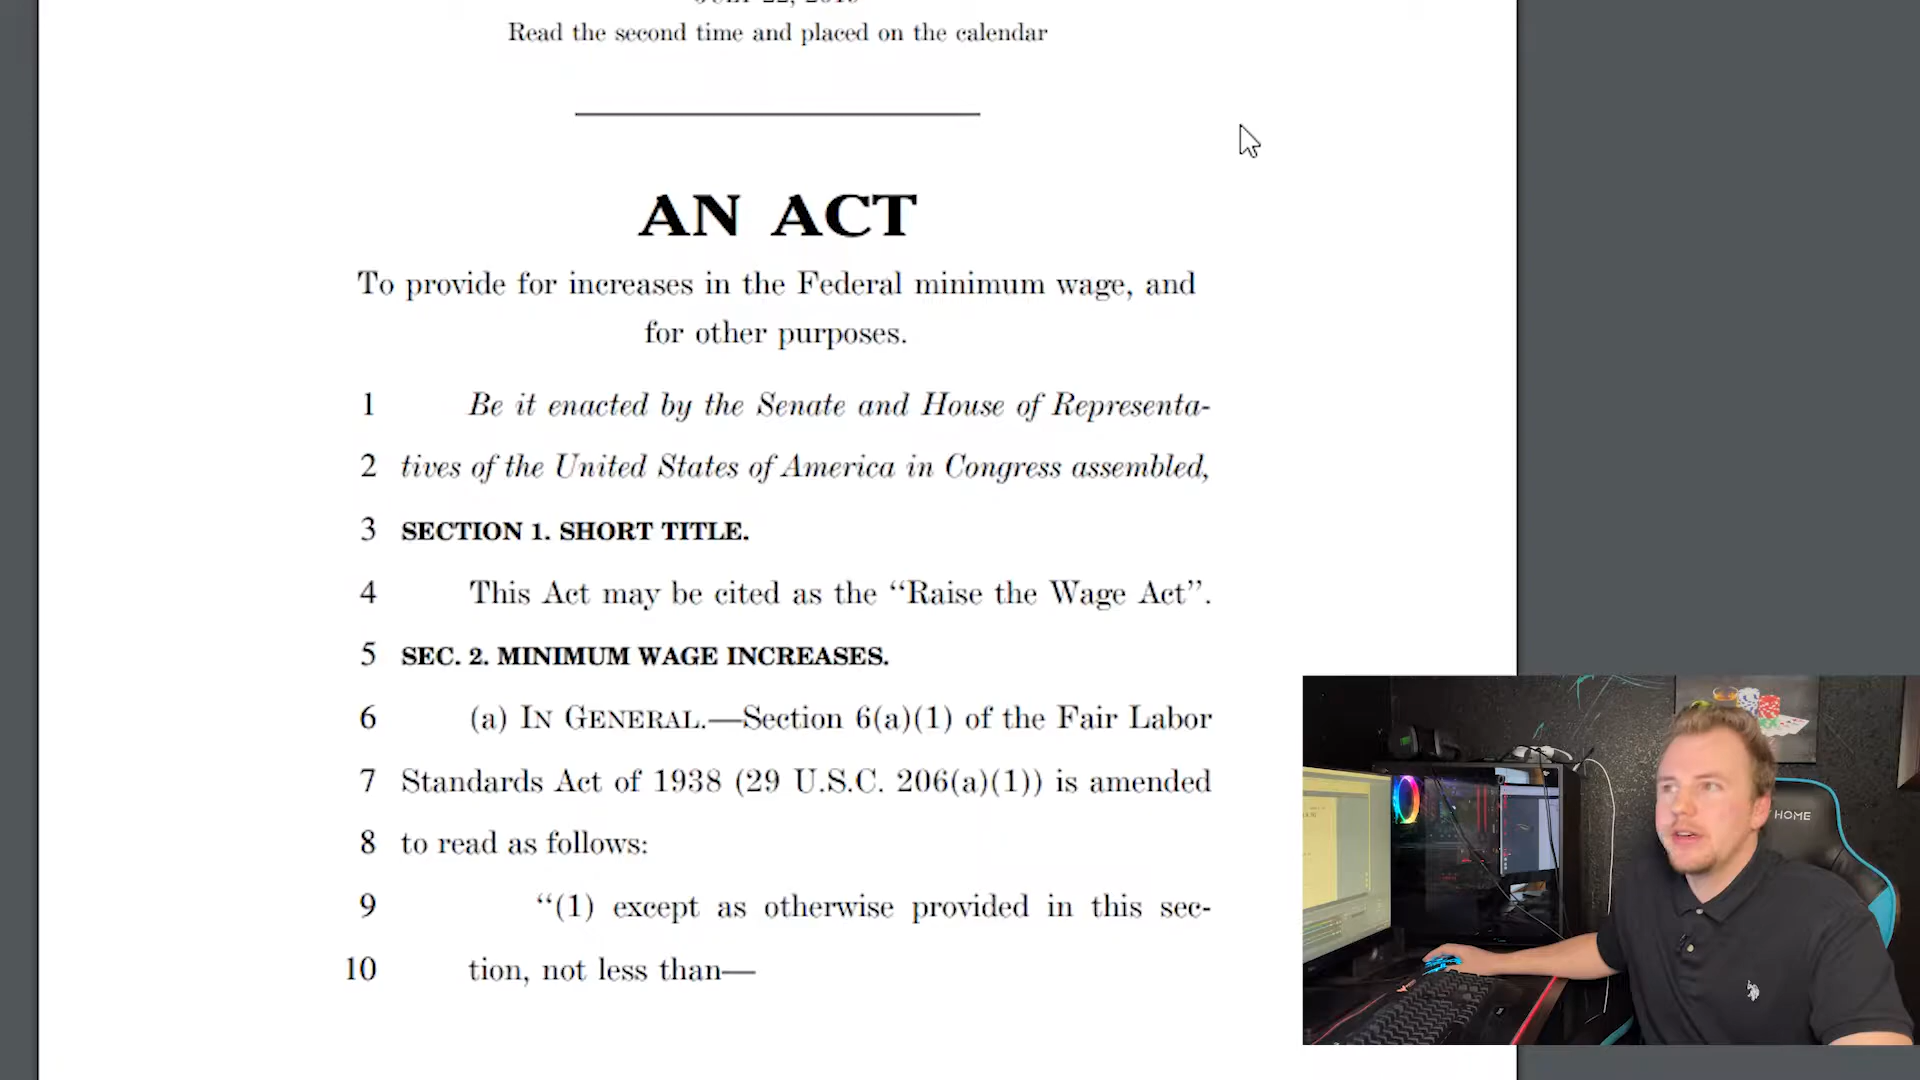 Read the second time and placed on the calendar
AN ACT
To provide for increases in the Federal minimum wage, and
for other purposes.
1 Be it enacted by the Senate and House of Representa-
2 tives of the United States of America in Congress assembled,
3 SECTION 1. SHORT TITLE.
4 This Act may be cited as the ‘‘Raise the Wage Act’’.
5 SEC. 2. MINIMUM WAGE INCREASES.
6 (a) IN GENERAL.—Section 6(a)(1) of the Fair Labor
7 Standards Act of 1938 (29 U.S.C. 206(a)(1)) is amended
8 to read as follows:
9 ‘‘(1) except as otherwise provided in this sec-
10 tion, not less than—
HOME